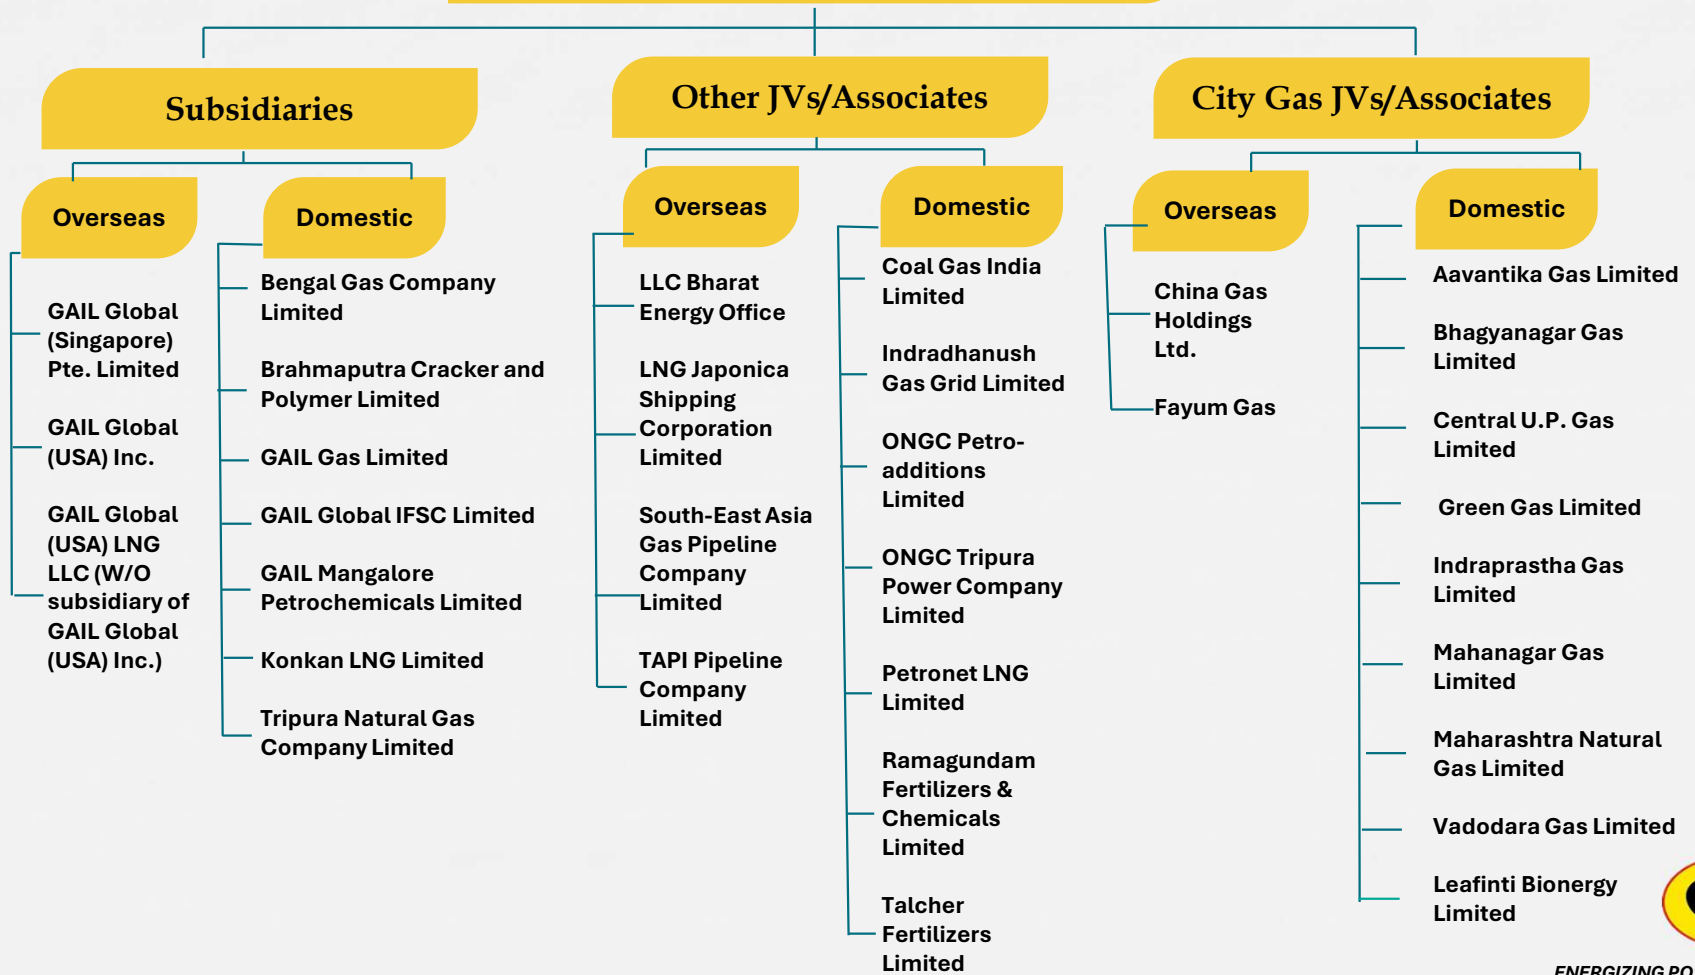 Subsidiaries
Overseas
GAIL Global
(Singapore)
Pte. Limited
GAIL Global
(USA) Inc.
GAIL Global
(USA) LNG
LLC (W/O
subsidiary of
GAIL Global
(USA) Inc.)
Domestic
Bengal Gas Company
Limited
Brahmaputra Cracker and
Polymer Limited
GAIL Gas Limited
GAIL Global IFSC Limited
GAIL Mangalore
Petrochemicals Limited
Konkan LNG Limited
Tripura Natural Gas
Company Limited
Other JVs/Associates
Overseas
LLC Bharat
Energy Office
LNG Japonica
Shipping
Corporation
Limited
South-East Asia
Gas Pipeline
Company
Limited
TAPI Pipeline
Company
Limited
Domestic
Coal Gas India
Limited
Indradhanush
Gas Grid Limited
ONGC Petro-
additions
Limited
ONGC Tripura
Power Company
Limited
Petronet LNG
Limited
Ramagundam
Fertilizers &
Chemicals
Limited
Talcher
Fertilizers
Limited
City Gas JVs/Associates
Overseas
China Gas
Holdings
Ltd.
Fayum Gas
Domestic
Aavantika Gas Limited
Bhagyanagar Gas
Limited
Central U.P. Gas
Limited
Green Gas Limited
Indraprastha Gas
Limited
Mahanagar Gas
Limited
Maharashtra Natural
Gas Limited
Vadodara Gas Limited
Leafinti Bionergy
Limited
ENERGIZING